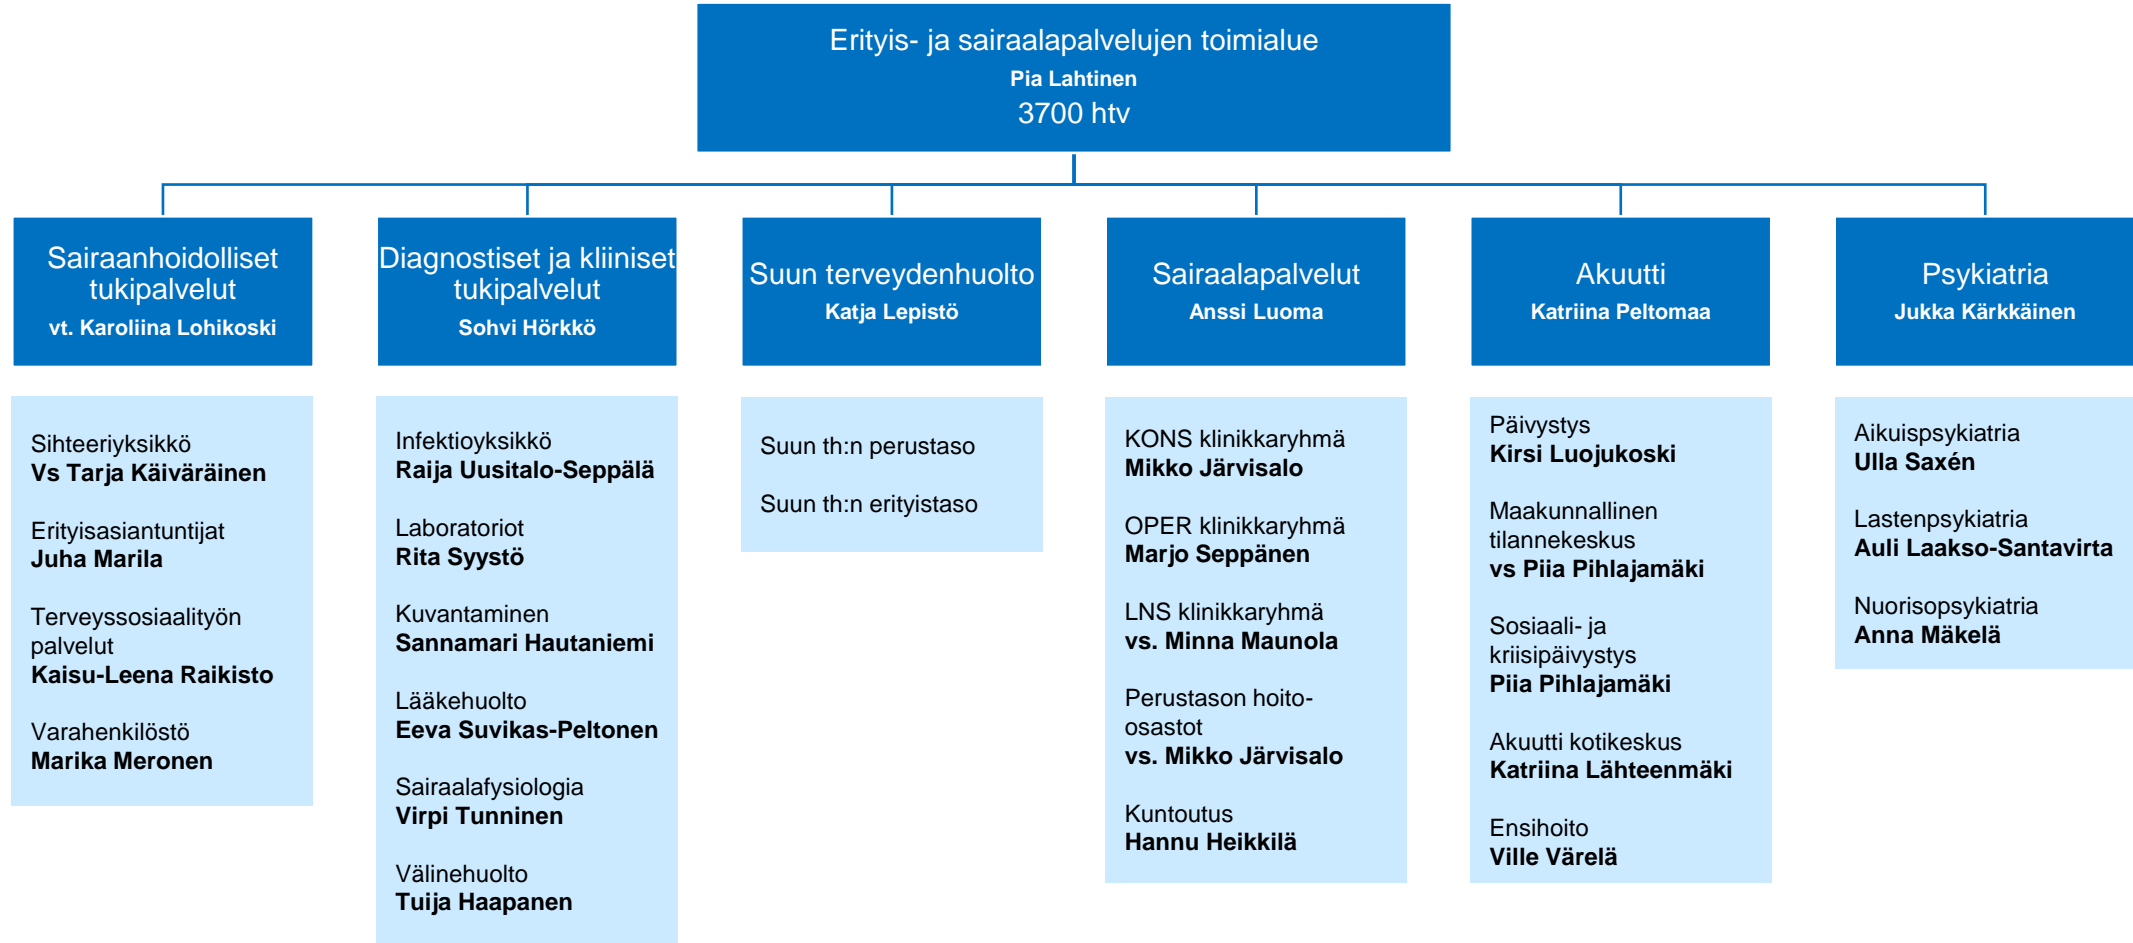 Erityis- ja sairaalapalvelujen toimialue
Pia Lahtinen
3700 htv
Sairaanhoidolliset
tukipalvelut
vt. Karoliina Lohikoski
Sihteeriyksikkö
Vs Tarja Käiväräinen
Erityisasiantuntijat
Juha Marila
Terveyssosiaalityön
palvelut
Kaisu-Leena Raikisto
Varahenkilöstö
Marika Meronen
Diagnostiset ja kliiniset
tukipalvelut
Sohvi Hörkkö
Infektioyksikkö
Raija Uusitalo-Seppälä
Laboratoriot
Rita Syystö
Kuvantaminen
Sannamari Hautaniemi
Lääkehuolto
Eeva Suvikas-Peltonen
Sairaalafysiologia
Virpi Tunninen
Välinehuolto
Tuija Haapanen
Suun terveydenhuolto
Katja Lepistö
Suun th:n perustaso
Suun th:n erityistaso
Sairaalapalvelut
Anssi Luoma
KONS klinikkaryhmä
Mikko Järvisalo
OPER klinikkaryhmä
Marjo Seppänen
LNS klinikkaryhmä
vs. Minna Maunola
Perustason hoito-
osastot
vs. Mikko Järvisalo
Kuntoutus
Hannu Heikkilä
Akuutti
Katriina Peltomaa
Päivystys
Kirsi Luojukoski
Maakunnallinen
tilannekeskus
vs Piia Pihlajamäki
Sosiaali- ja
kriisipäivystys
Piia Pihlajamäki
Akuutti kotikeskus
Katriina Lähteenmäki
Ensihoito
Ville Värelä
Psykiatria
Jukka Kärkkäinen
Aikuispsykiatria
Ulla Saxén
Lastenpsykiatria
Auli Laakso-Santavirta
Nuorisopsykiatria
Anna Mäkelä